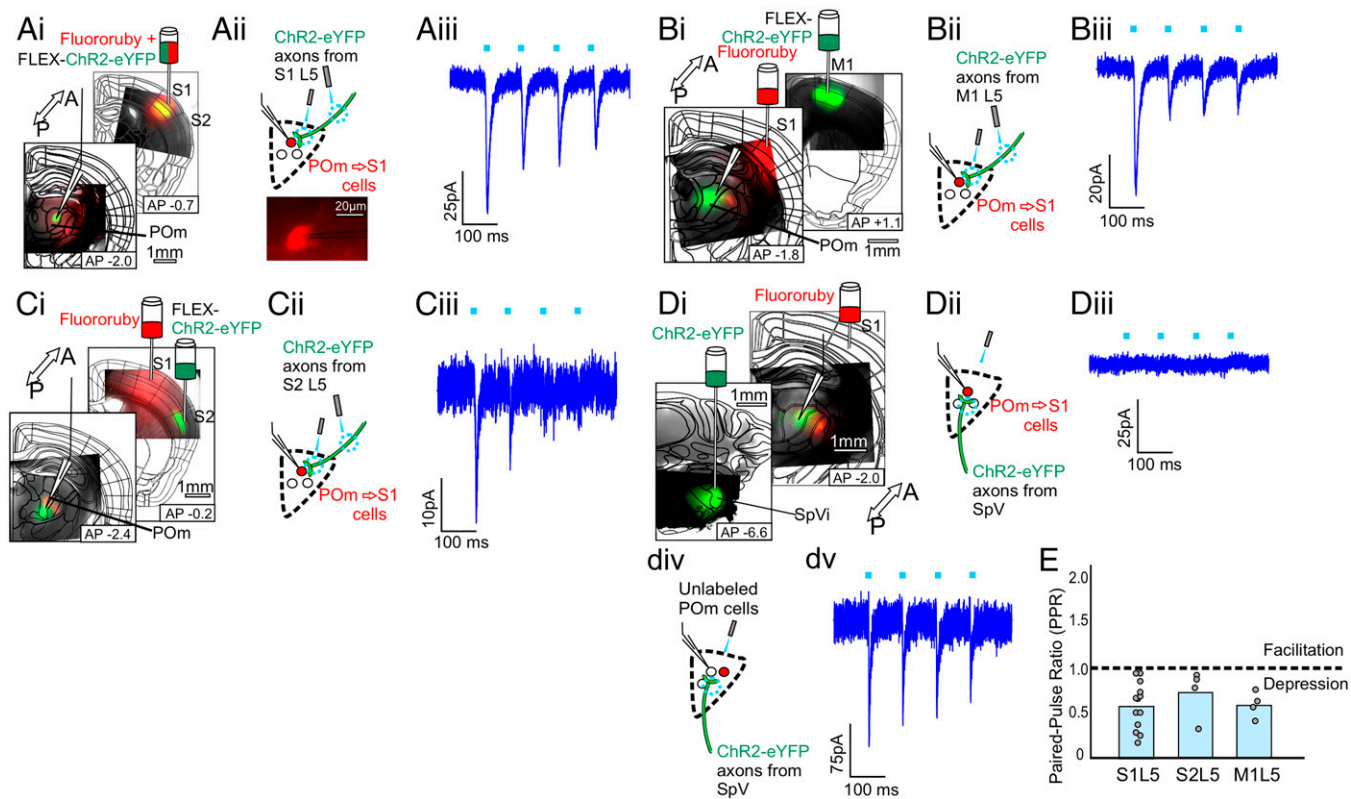 Ai
Fluororuby +
FLEX-ChR2-eYFP
A
P
S1
S2
AP -0.7
POm
AP -2.0
1mm
Aii
ChR2-eYFP
axons from
S1 L5
POm ⇨S1
cells
20µm
Aiii
25pA
100 ms
Bi
FLEX-
ChR2-eYFP
Fluororuby
M1
A
P
S1
AP +1.1
POm
1mm
AP -1.8
Bii
ChR2-eYFP
axons from
M1 L5
POm ⇨S1
cells
Biii
20pA
100 ms
Ci
Fluororuby
FLEX-
ChR2-eYFP
A
P
S1
S2
1mm
AP -0.2
POm
AP -2.4
Cii
ChR2-eYFP
axons from
S2 L5
POm ⇨S1
cells
Ciii
10pA
100 ms
Di
Fluororuby
ChR2-eYFP
S1
1mm
1mm
AP -2.0
SpVi
AP -6.6
A
P
Dii
POm ⇨S1
cells
ChR2-eYFP
axons from
SpV
Diii
25pA
100 ms
div
Unlabeled
POm cells
ChR2-eYFP
axons from
SpV
dv
75pA
100 ms
E
Paired-Pulse Ratio (PPR)
2.0
1.5
1.0
0.5
0
Facilitation
Depression
S1L5 S2L5 M1L5